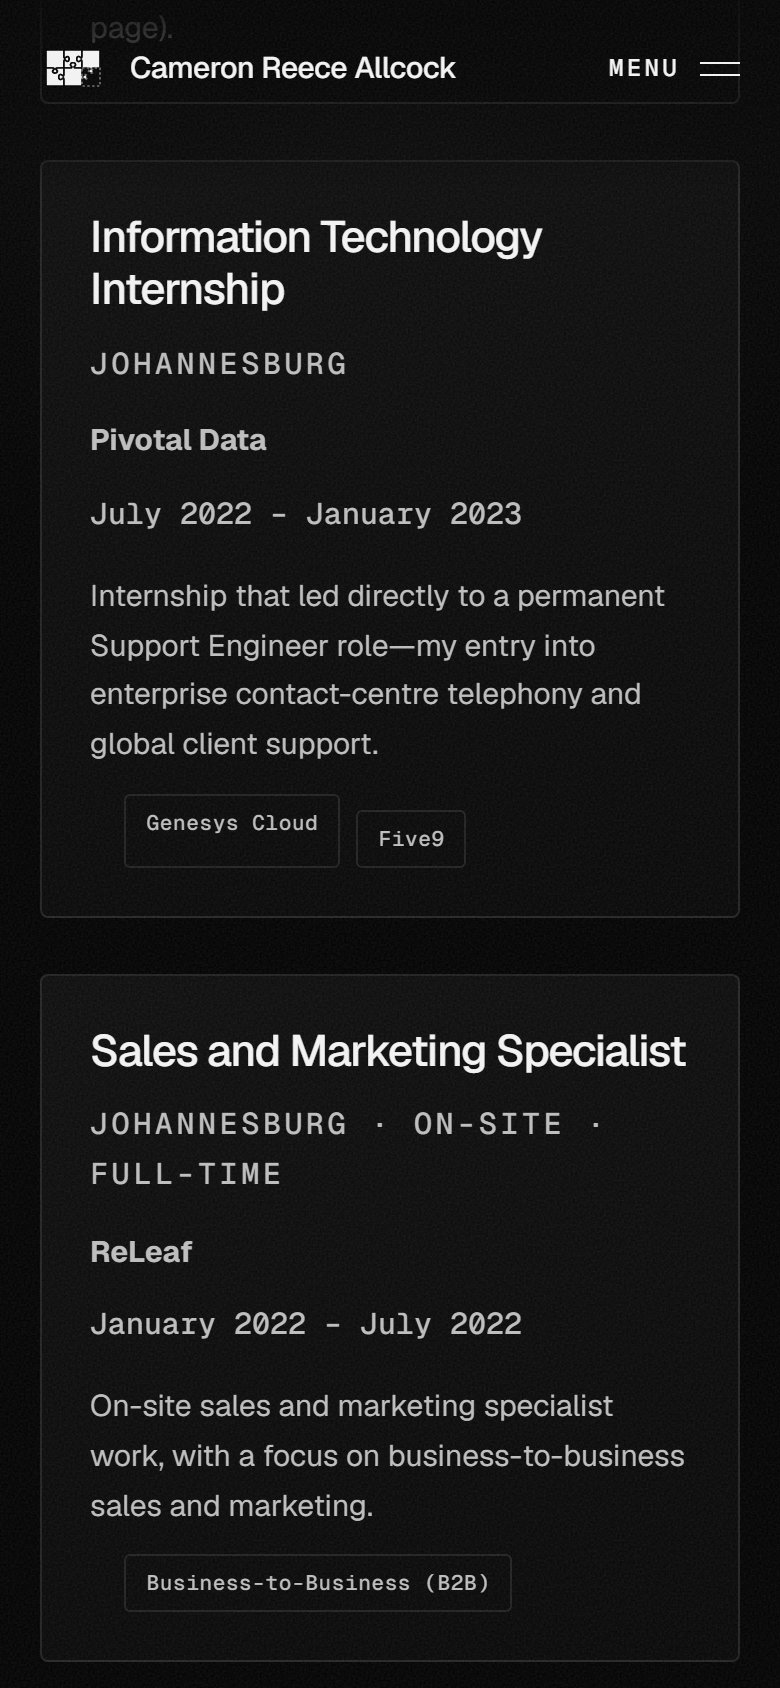 page).
Cameron Reece Allcock
MENU
Information Technology
Internship
JOHANNESBURG
Pivotal Data
July 2022 – January 2023
Internship that led directly to a permanent
Support Engineer role—my entry into
enterprise contact-centre telephony and
global client support.
Genesys Cloud
Five9
Sales and Marketing Specialist
JOHANNESBURG · ON-SITE ·
FULL-TIME
ReLeaf
January 2022 – July 2022
On-site sales and marketing specialist
work, with a focus on business-to-business
sales and marketing.
Business-to-Business (B2B)